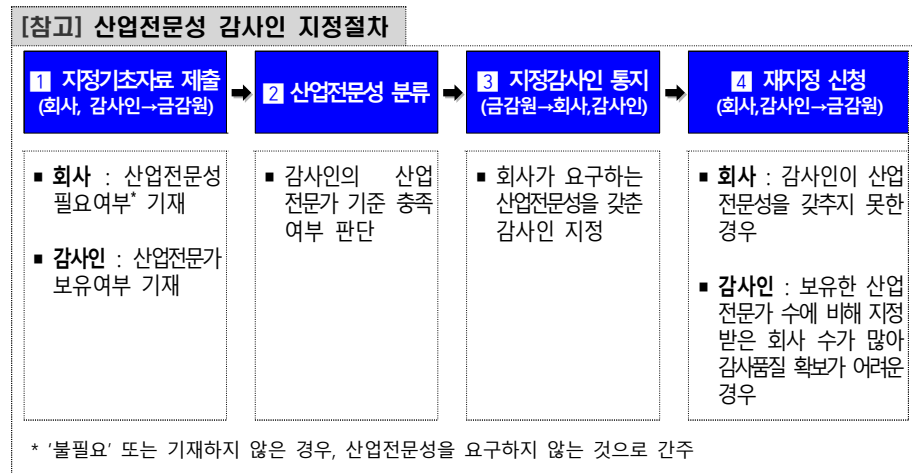 [참고] 산업전문성 감사인 지정절차
1 지정기초자료 제출
(회사, 감사인→금감원)
➡
2 산업전문성 분류
➡
3 지정감사인 통지
(금감원→회사,감사인)
➡
4 재지정 신청
(회사,감사인→금감원)
▪ 회사 : 산업전문성
필요여부* 기재
▪ 감사인 : 산업전문가
보유여부 기재
▪ 감사인의 산업
전문가 기준 충족
여부 판단
▪ 회사가 요구하는
산업전문성을 갖춘
감사인 지정
▪ 회사 : 감사인이 산업
전문성을 갖추지 못한
경우
▪ 감사인 : 보유한 산업
전문가 수에 비해 지정
받은 회사 수가 많아
감사품질 확보가 어려운
경우
* '불필요' 또는 기재하지 않은 경우, 산업전문성을 요구하지 않는 것으로 간주